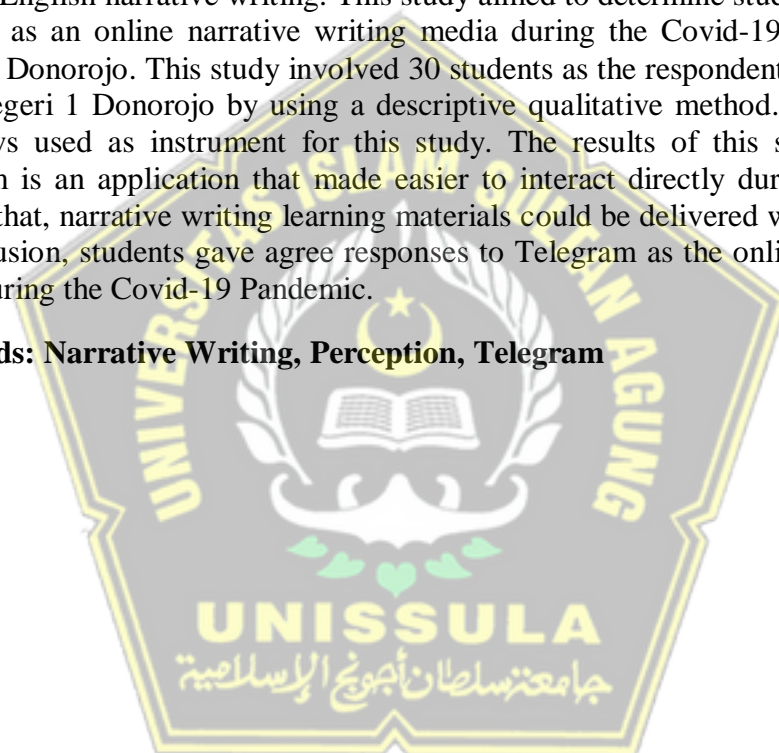 English narrative writing. This study aimed to determine stud
as an online narrative writing media during the Covid-19
Donorojo. This study involved 30 students as the respondent
egeri 1 Donorojo by using a descriptive qualitative method.
ys used as instrument for this study. The results of this s
is an application that made easier to interact directly dur
that, narrative writing learning materials could be delivered w
usion, students gave agree responses to Telegram as the onli
uring the Covid-19 Pandemic.
ds: Narrative Writing, Perception, Telegram
UNIVERSITAS ISLAM SULTAN AGUNG
UNISSULA
جامعة سلطان أجونج الإسلامية